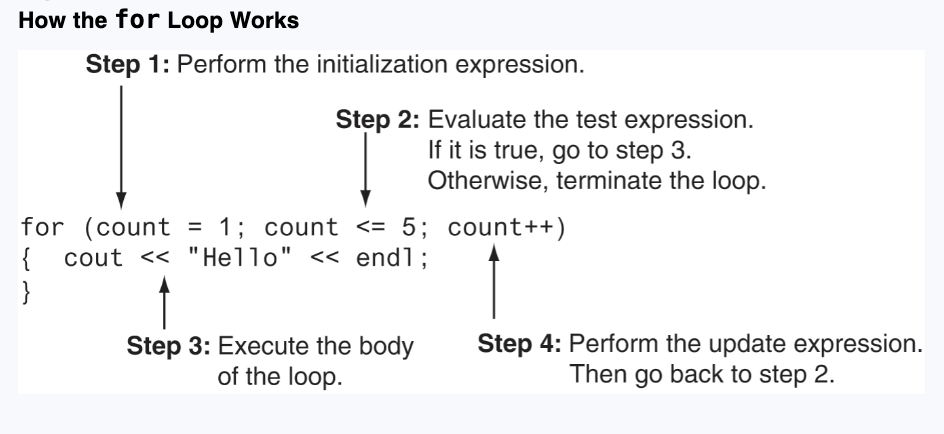 How the for Loop Works
Step 1: Perform the initialization expression.
Step 2: Evaluate the test expression.
If it is true, go to step 3.
Otherwise, terminate the loop.
for (count = 1; count <= 5; count++)
{  cout << "Hello" << endl;
}
Step 3: Execute the body
of the loop.
Step 4: Perform the update expression.
Then go back to step 2.